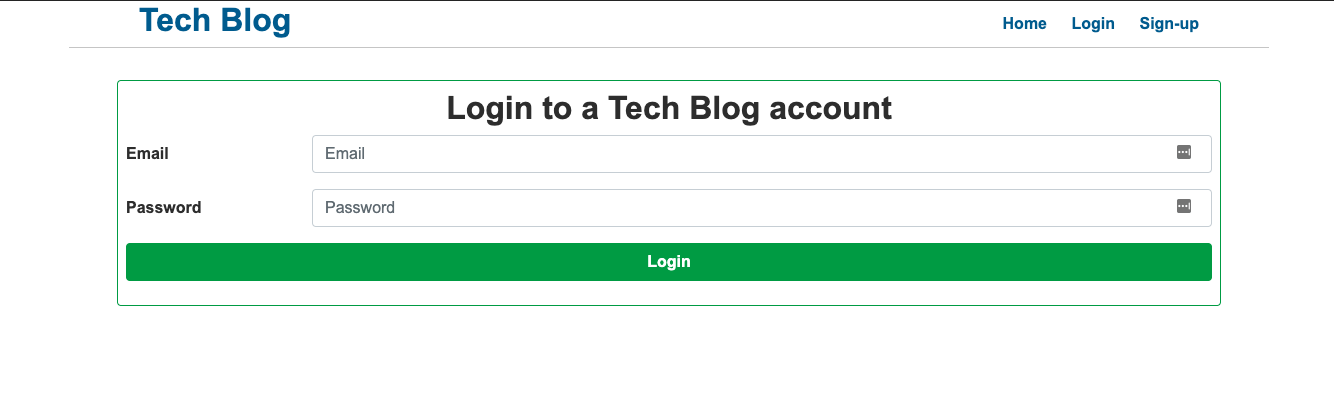 Tech Blog
Home Login Sign-up
Login to a Tech Blog account
Email Email
Password Password
Login